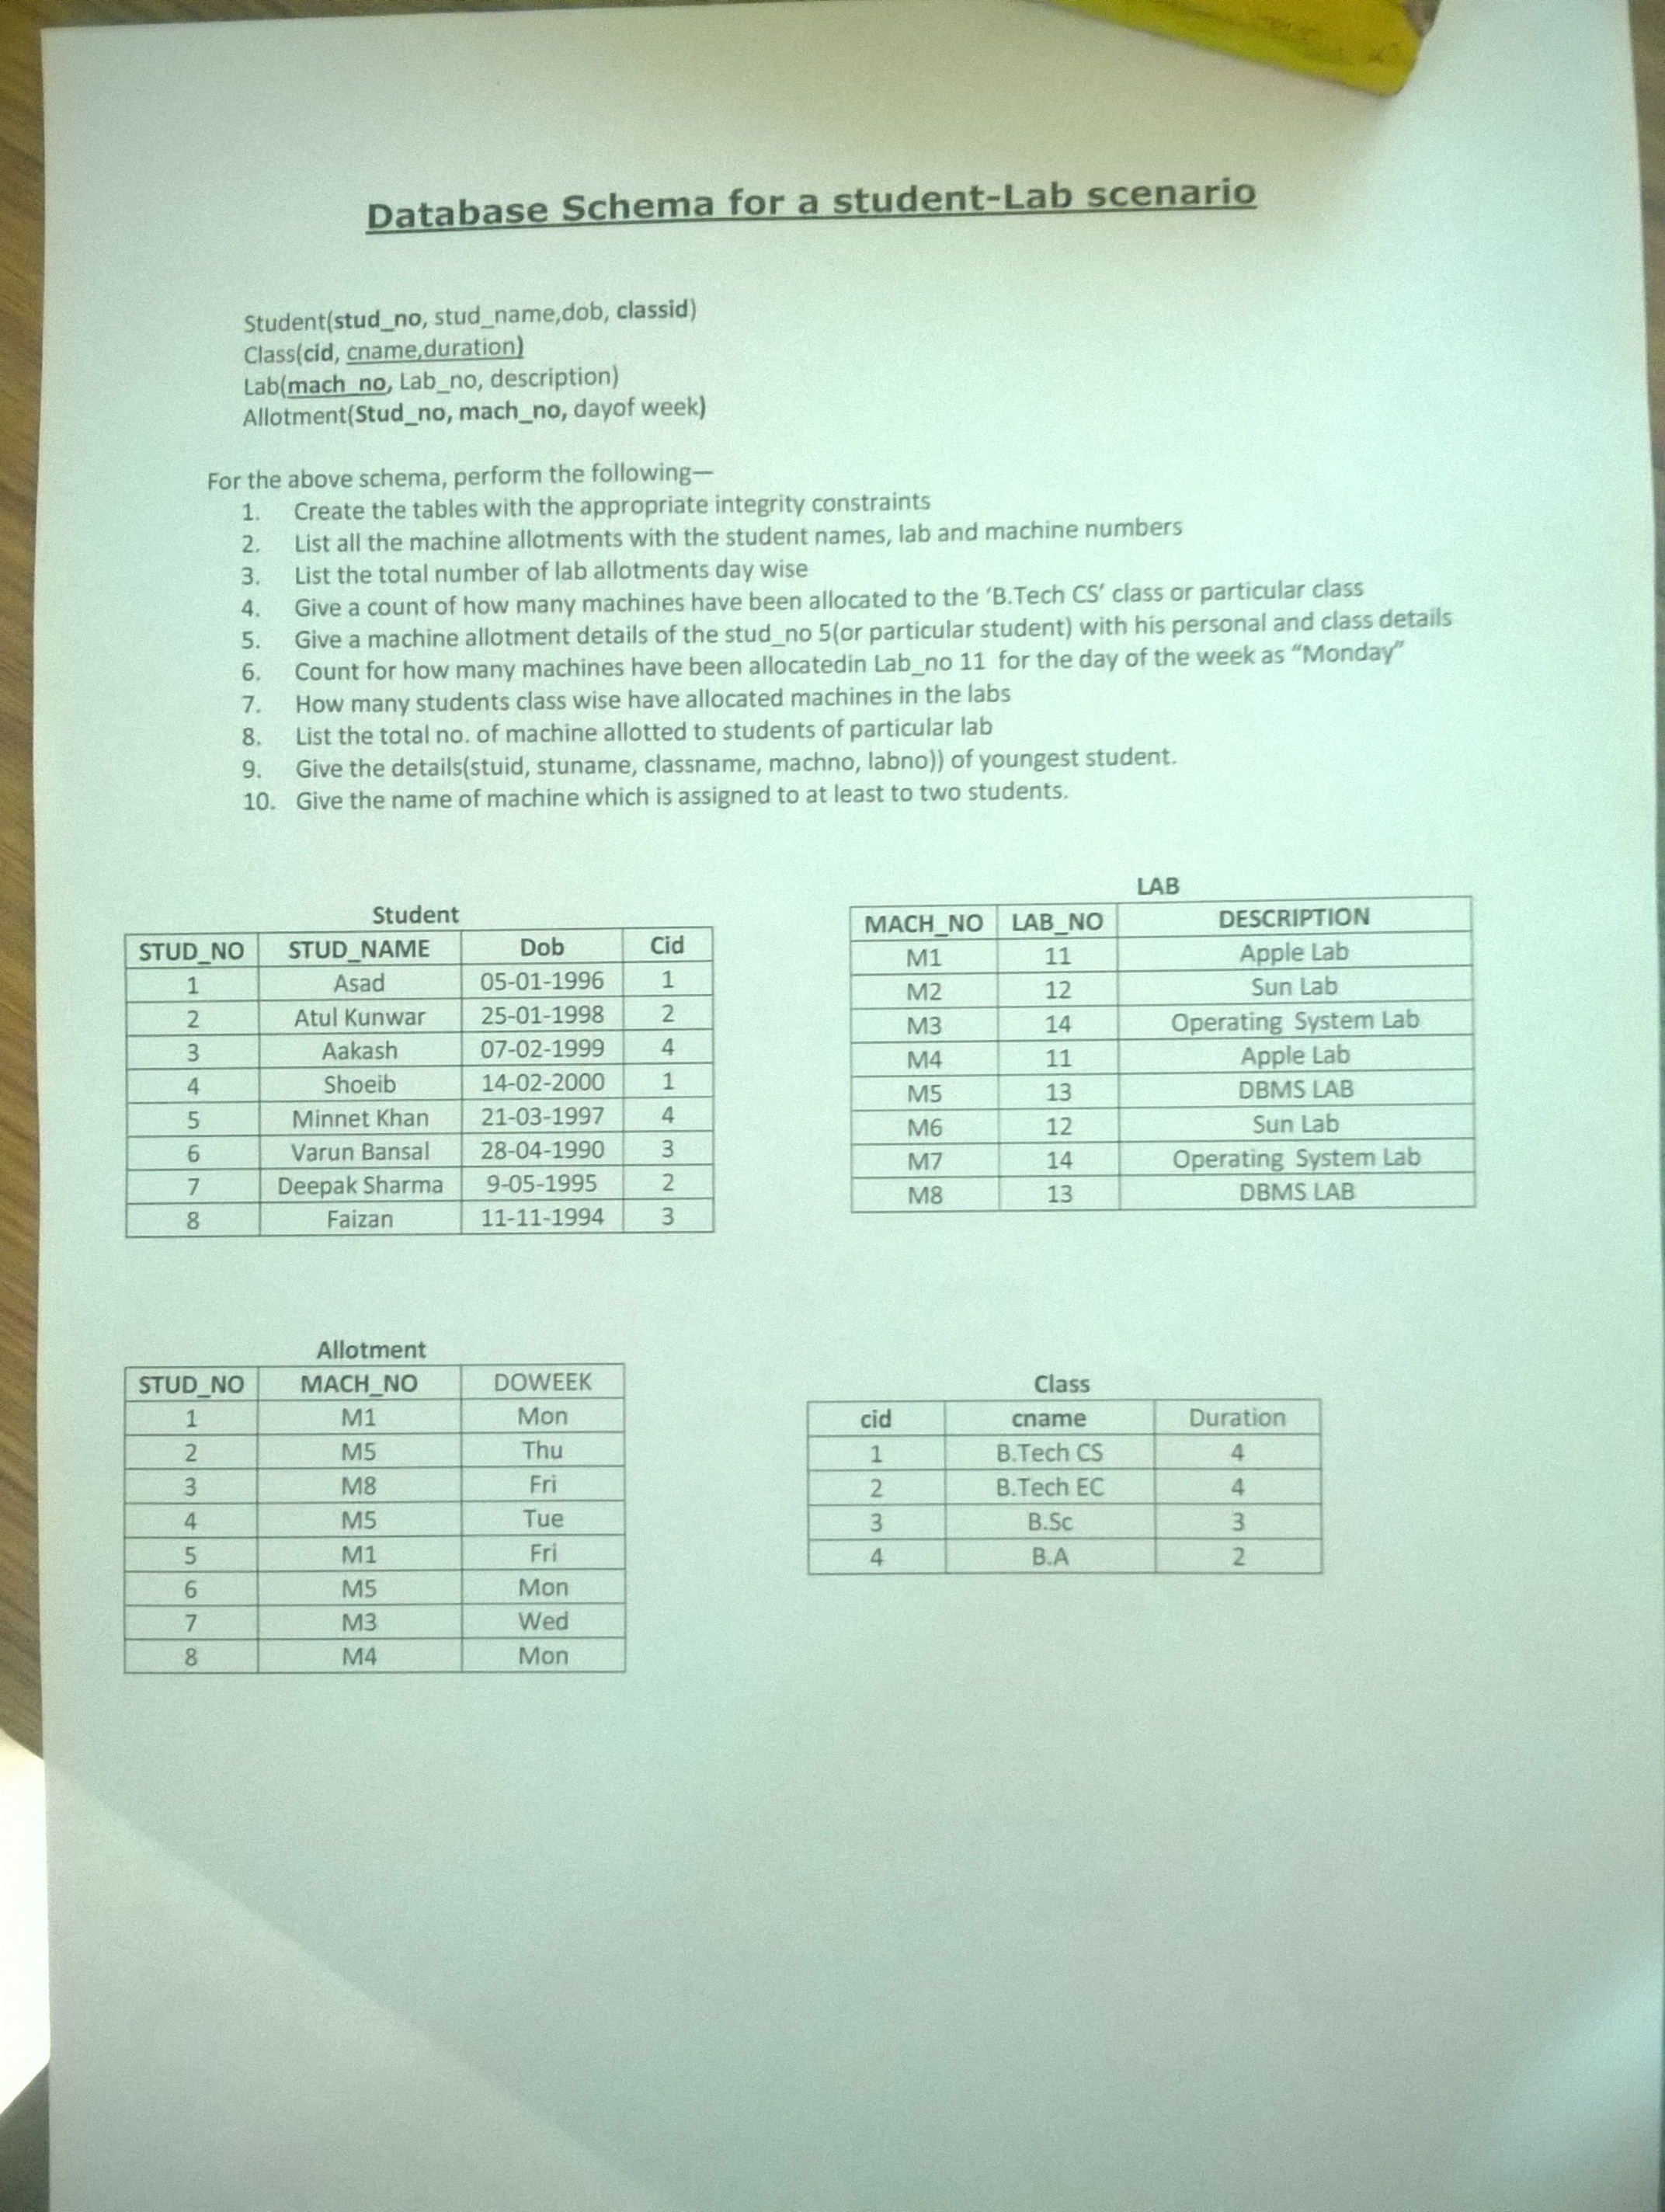 Database Schema for a student-Lab scenario
Student(stud_no, stud_name,dob, classid)
Class(cid, cname,duration)
Lab(mach_no, Lab_no, description)
Allotment(Stud_no, mach_no, dayof week)
For the above schema, perform the following—
1. Create the tables with the appropriate integrity constraints
2. List all the machine allotments with the student names, lab and machine numbers
3. List the total number of lab allotments day wise
4. Give a count of how many machines have been allocated to the ‘B.Tech CS’ class or particular class
5. Give a machine allotment details of the stud_no 5(or particular student) with his personal and class details
6. Count for how many machines have been allocatedin Lab_no 11 for the day of the week as “Monday”
7. How many students class wise have allocated machines in the labs
8. List the total no. of machine allotted to students of particular lab
9. Give the details(stuid, stuname, classname, machno, labno)) of youngest student.
10. Give the name of machine which is assigned to at least to two students.
Student
STUD_NO STUD_NAME Dob Cid
1 Asad 05-01-1996 1
2 Atul Kunwar 25-01-1998 2
3 Aakash 07-02-1999 4
4 Shoeib 14-02-2000 1
5 Minnet Khan 21-03-1997 4
6 Varun Bansal 28-04-1990 3
7 Deepak Sharma 9-05-1995 2
8 Faizan 11-11-1994 3
LAB
MACH_NO LAB_NO DESCRIPTION
M1 11 Apple Lab
M2 12 Sun Lab
M3 14 Operating System Lab
M4 11 Apple Lab
M5 13 DBMS LAB
M6 12 Sun Lab
M7 14 Operating System Lab
M8 13 DBMS LAB
Allotment
STUD_NO MACH_NO DOWEEK
1 M1 Mon
2 M5 Thu
3 M8 Fri
4 M5 Tue
5 M1 Fri
6 M5 Mon
7 M3 Wed
8 M4 Mon
Class
cid cname Duration
1 B.Tech CS 4
2 B.Tech EC 4
3 B.Sc 3
4 B.A 2